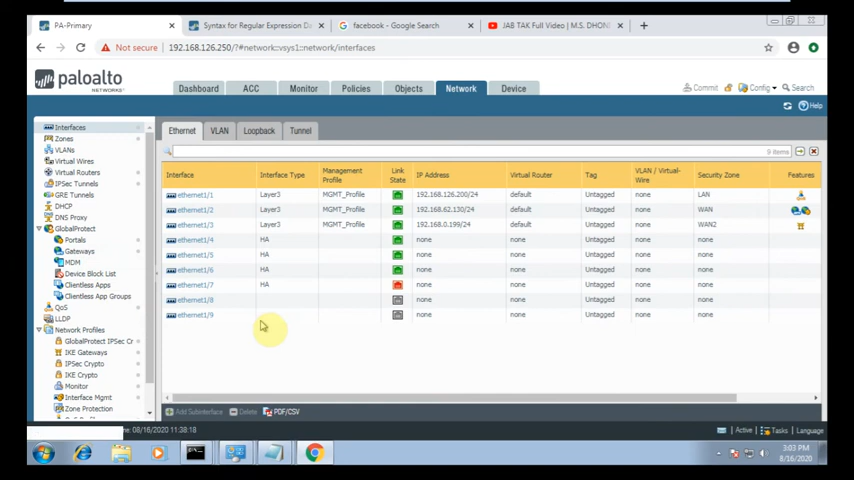 PA-Primary
Syntax for Regular Expression Da
facebook - Google Search
JAB TAK Full Video | M.S. DHON
Not secure
192.168.126.250/?#network::vsys1::network/interfaces
paloalto
NETWORKS
Dashboard
ACC
Monitor
Policies
Objects
Network
Device
Commit
Config
Search
Help
Interfaces
Zones
VLANs
Virtual Wires
Virtual Routers
IPSec Tunnels
GRE Tunnels
DHCP
DNS Proxy
GlobalProtect
Portals
Gateways
MDM
Device Block List
Clientless Apps
Clientless App Groups
QoS
LLDP
Network Profiles
GlobalProtect IPSec Cr
IKE Gateways
IPSec Crypto
IKE Crypto
Monitor
Interface Mgmt
Zone Protection
Ethernet VLAN Loopback Tunnel
9 items
Interface Interface Type Management Profile Link State IP Address Virtual Router Tag VLAN / Virtual-Wire Security Zone Features
ethernet1/1 Layer3 MGMT_Profile 192.168.126.200/24 default Untagged none LAN
ethernet1/2 Layer3 MGMT_Profile 192.168.62.130/24 default Untagged none WAN
ethernet1/3 Layer3 MGMT_Profile 192.168.0.199/24 default Untagged none WAN2
ethernet1/4 HA none none Untagged none none
ethernet1/5 HA none none Untagged none none
ethernet1/6 HA none none Untagged none none
ethernet1/7 HA none none Untagged none none
ethernet1/8 none none Untagged none none
ethernet1/9 none none Untagged none none
Add Subinterface Delete PDF/CSV
08/16/2020 11:38:18
Active Tasks Language
3:03 PM
8/16/2020